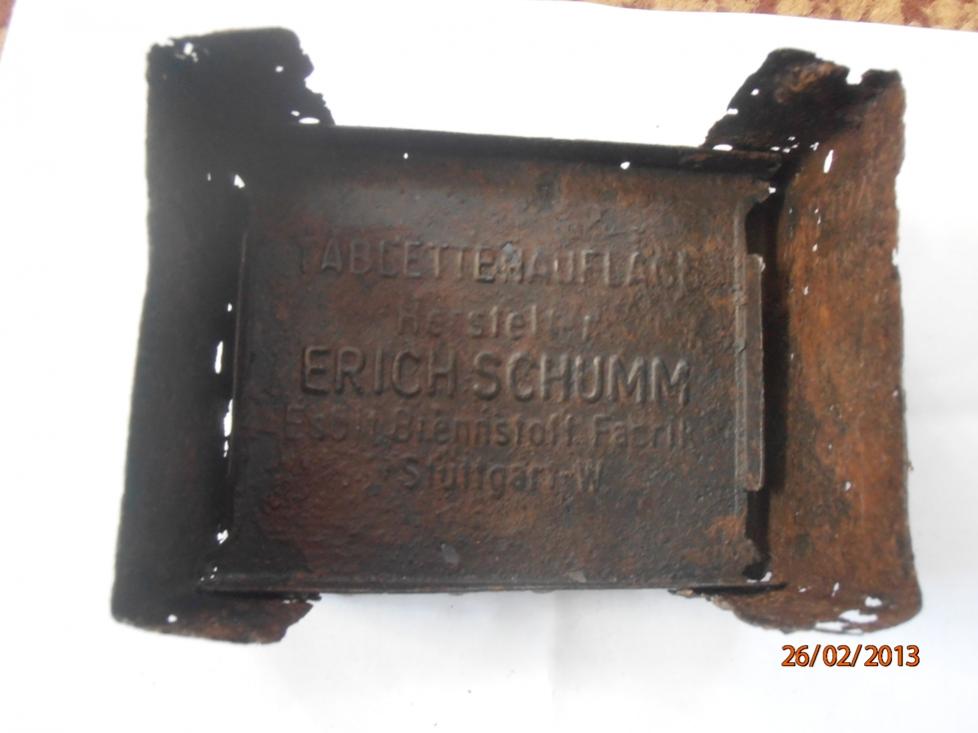 TABLETTENAUFLAGE
Hersteller
ERICH SCHUMM
Esbit Brennstoff Fabrik
Stuttgart-W
26/02/2013